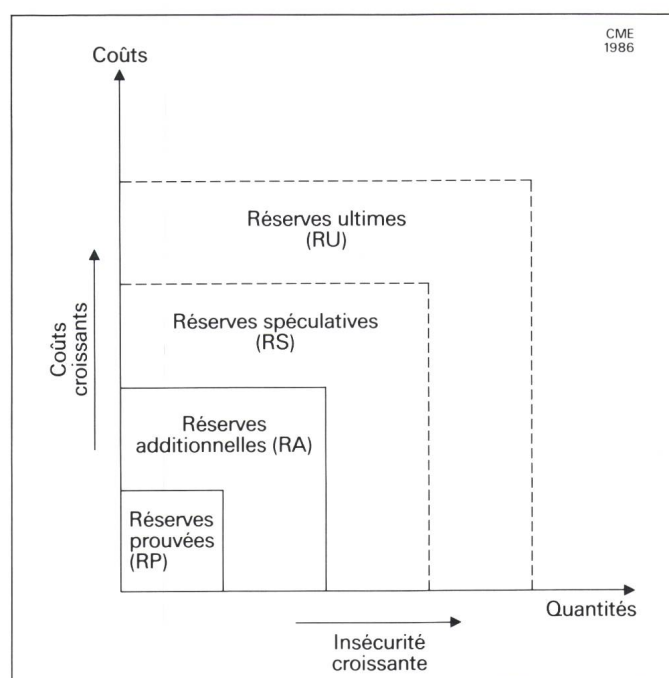 CME
1986
Coûts
Réserves ultimes
(RU)
Réserves spéculatives
(RS)
Coûts
croissants
Réserves
additionnelles (RA)
Réserves
prouvées
(RP)
Quantités
Insécurité
croissante